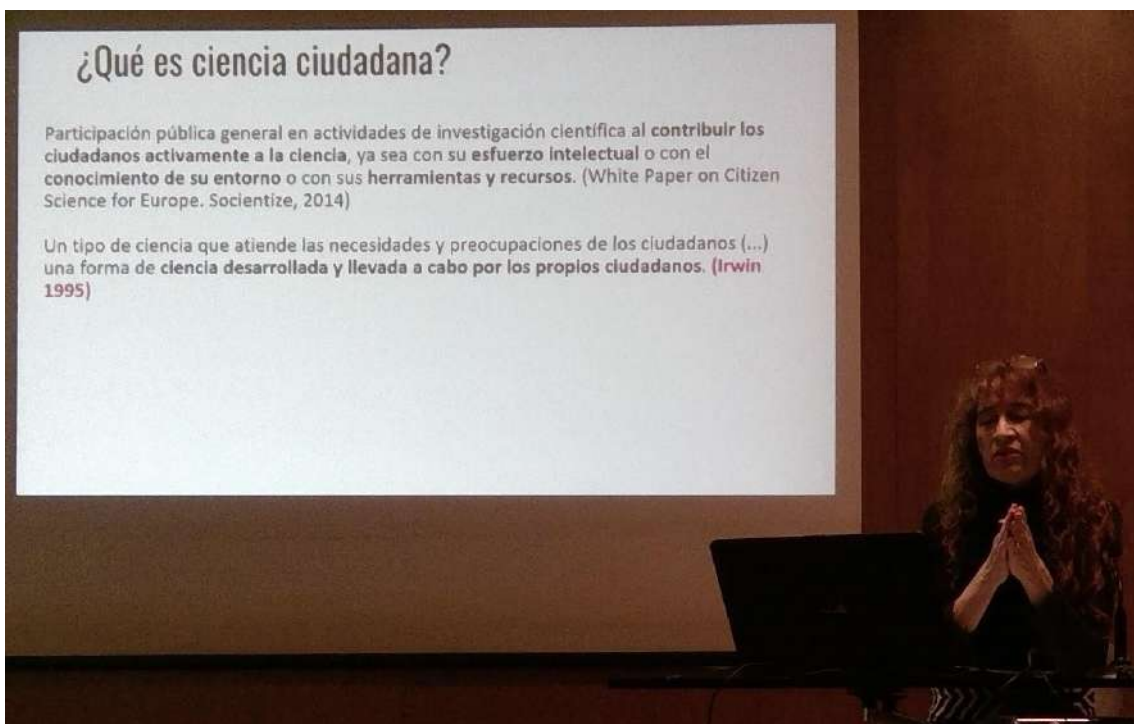 ¿Qué es ciencia ciudadana?
Participación pública general en actividades de investigación científica al contribuir los
ciudadanos activamente a la ciencia, ya sea con su esfuerzo intelectual o con el
conocimiento de su entorno o con sus herramientas y recursos. (White Paper on Citizen
Science for Europe. Socientize, 2014)
Un tipo de ciencia que atiende las necesidades y preocupaciones de los ciudadanos (...)
una forma de ciencia desarrollada y llevada a cabo por los propios ciudadanos. (Irwin
1995)